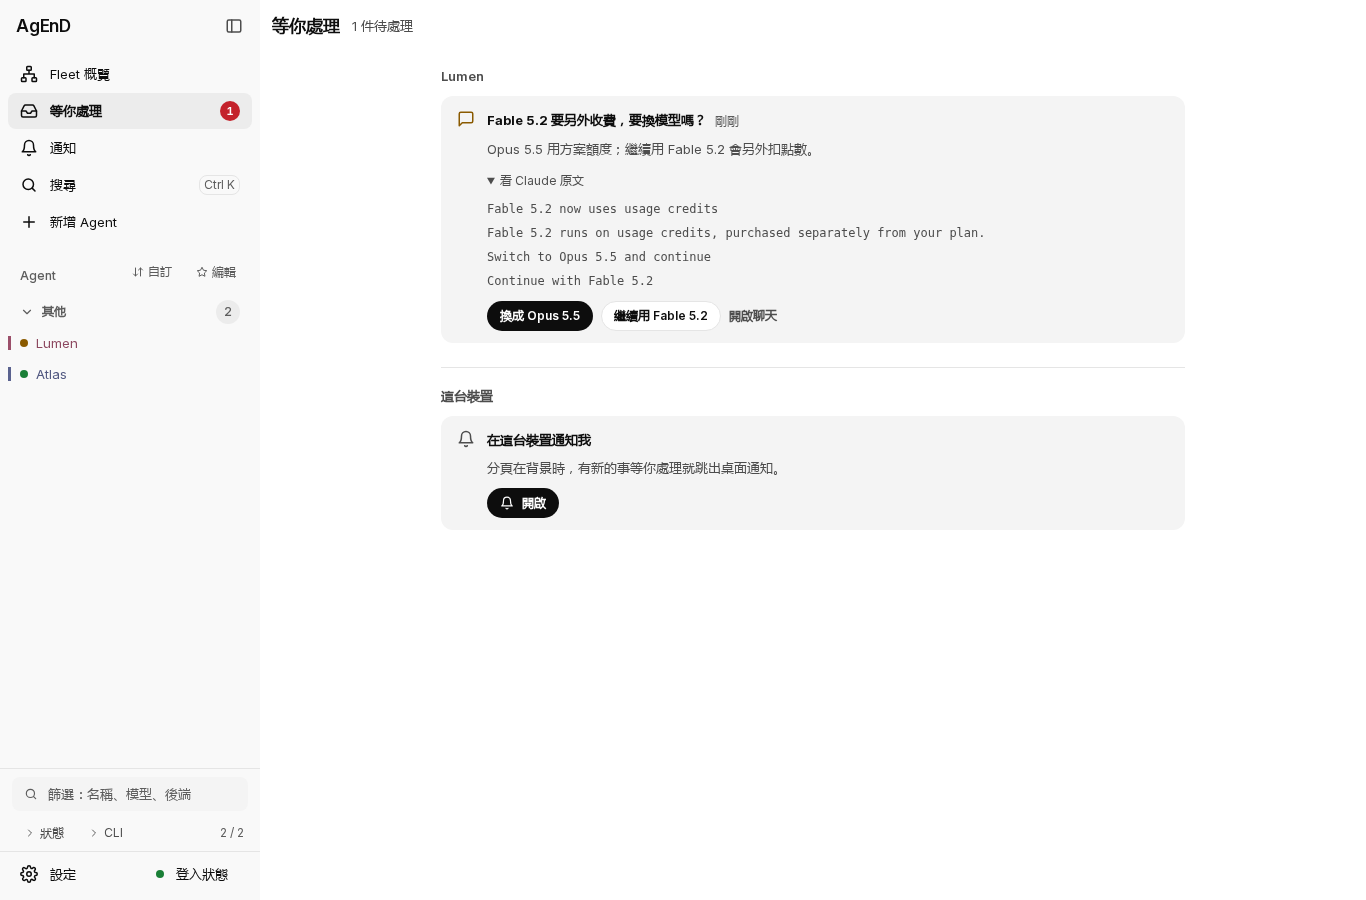 AgEnD
Fleet 概覽
等你處理
1
通知
搜尋
Ctrl K
新增 Agent
Agent
自訂
編輯
其他
2
Lumen
Atlas
篩選：名稱、模型、後端
狀態
CLI
2 / 2
設定
登入狀態
等你處理
1 件待處理
Lumen
Fable 5.2 要另外收費，要換模型嗎？ 剛剛
Opus 5.5 用方案額度；繼續用 Fable 5.2 會另外扣點數。
看 Claude 原文
Fable 5.2 now uses usage credits
Fable 5.2 runs on usage credits, purchased separately from your plan.
Switch to Opus 5.5 and continue
Continue with Fable 5.2
換成 Opus 5.5
繼續用 Fable 5.2
開啟聊天
這台裝置
在這台裝置通知我
分頁在背景時，有新的事等你處理就跳出桌面通知。
開啟